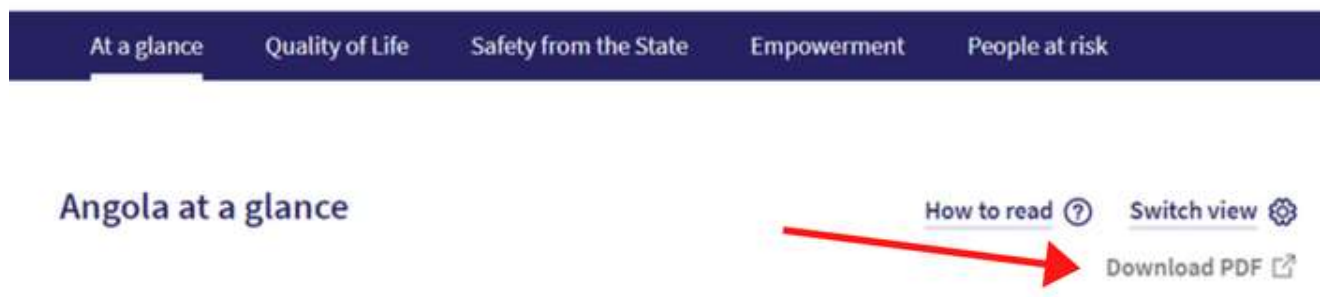 At a glance Quality of Life Safety from the State Empowerment People at risk
Angola at a glance How to read Switch view
Download PDF